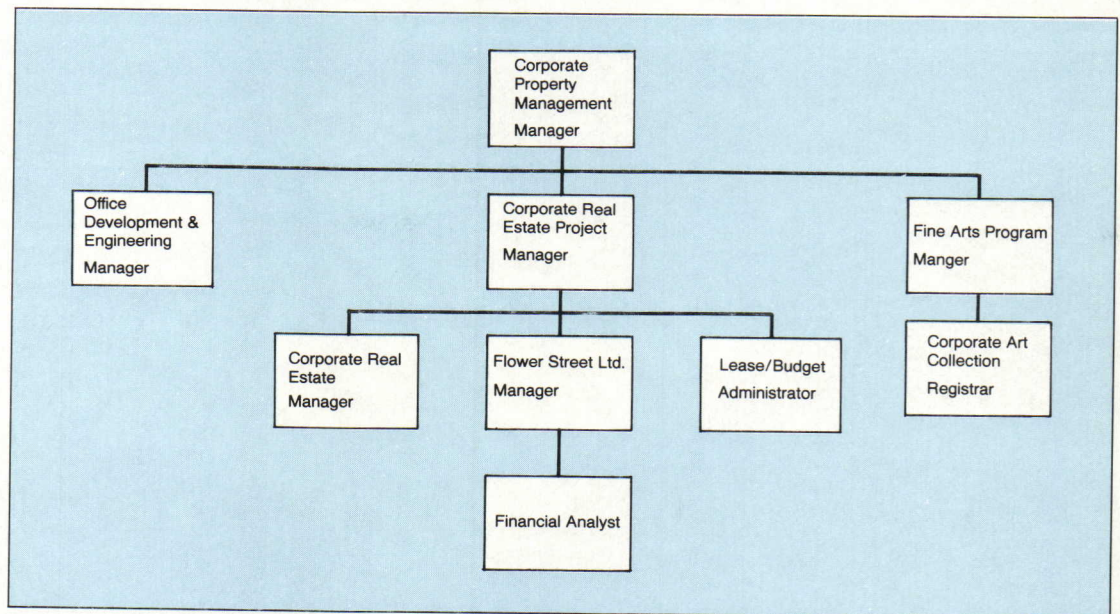 Corporate
Property
Management
Manager
Office
Development &
Engineering
Manager
Corporate Real
Estate Project
Manager
Fine Arts Program
Manger
Corporate Real
Estate
Manager
Flower Street Ltd.
Manager
Lease/Budget
Administrator
Corporate Art
Collection
Registrar
Financial Analyst